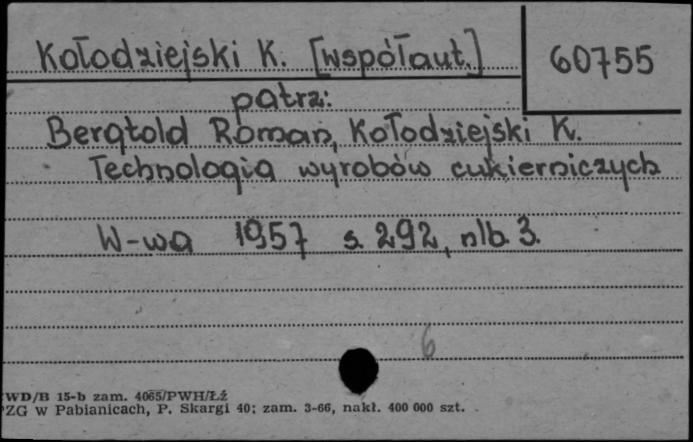 Kołodziejski K. [współaut.] 60755
patrz:
Bergtold Roman, Kołodziejski K.
Technologia wyrobów cukierniczych
W-wa 1957 s. 292, nlb. 3.
6
WD/B 15-b zam. 4065/PWH/Łź
PZG w Pabianicach, P. Skargi 40; zam. 3-66, nakł. 400 000 szt.